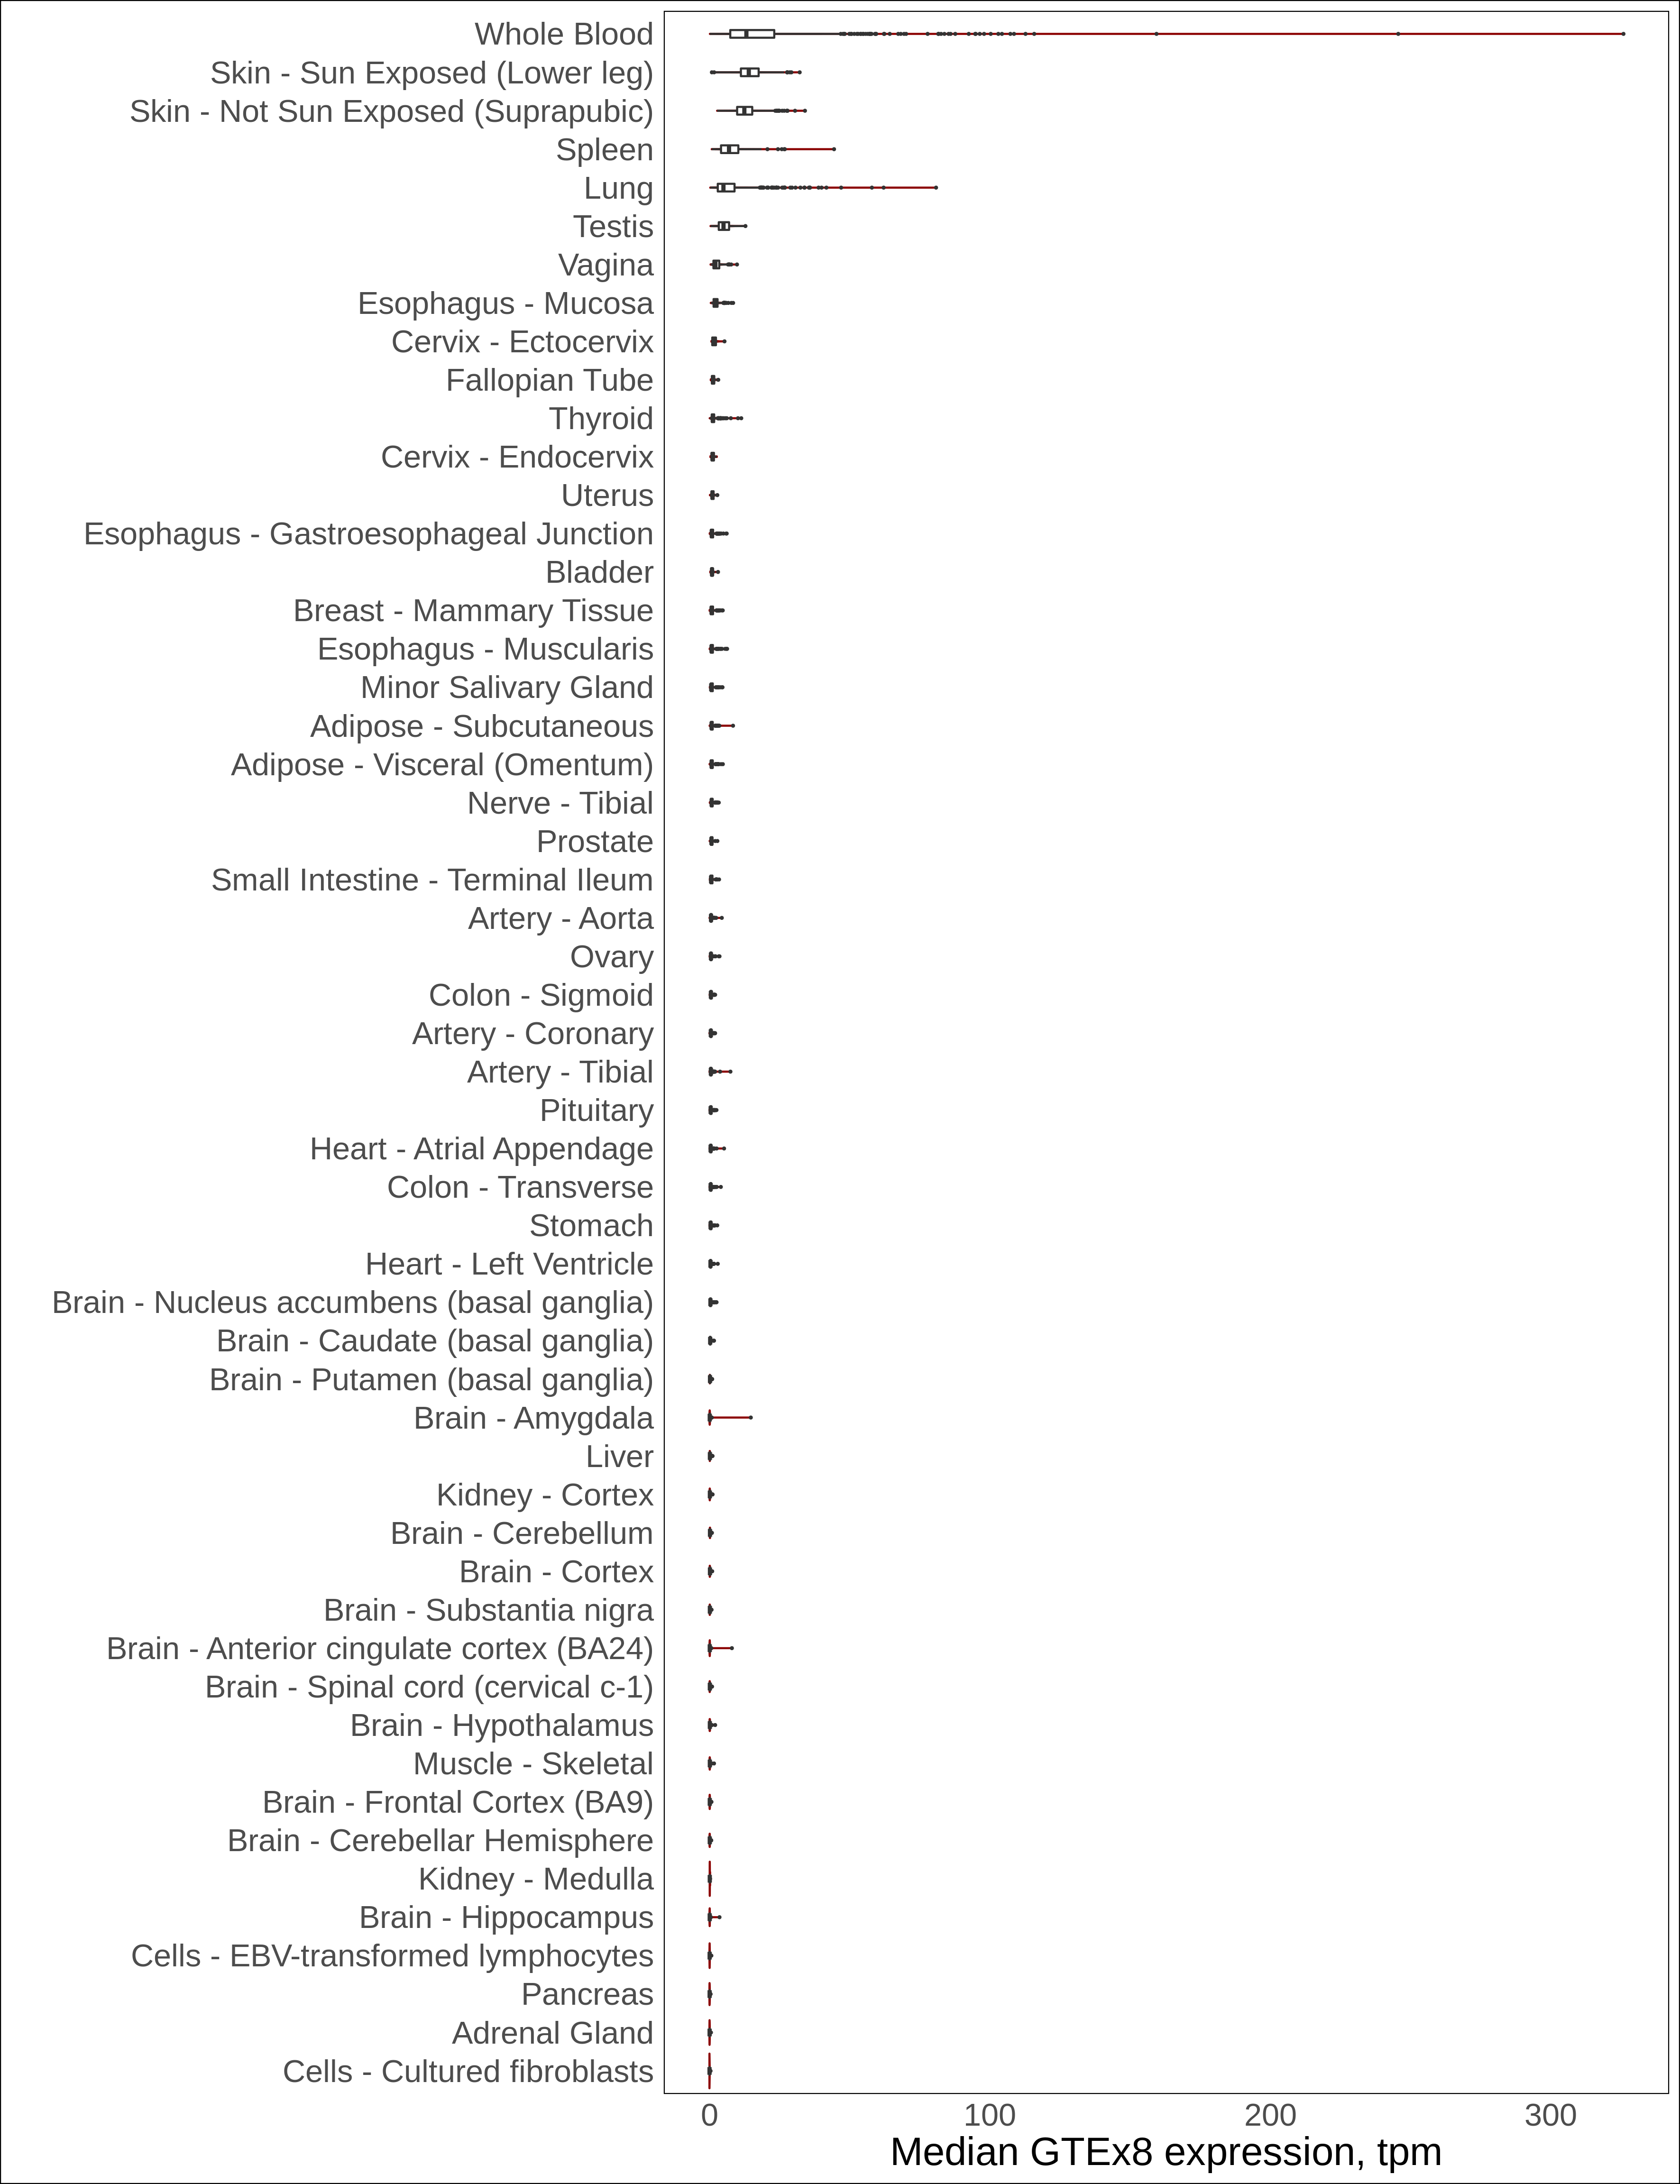 Whole Blood
Skin - Sun Exposed (Lower leg)
Skin - Not Sun Exposed (Suprapubic)
Spleen
Lung
Testis
Vagina
Esophagus - Mucosa
Cervix - Ectocervix
Fallopian Tube
Thyroid
Cervix - Endocervix
Uterus
Esophagus - Gastroesophageal Junction
Bladder
Breast - Mammary Tissue
Esophagus - Muscularis
Minor Salivary Gland
Adipose - Subcutaneous
Adipose - Visceral (Omentum)
Nerve - Tibial
Prostate
Small Intestine - Terminal Ileum
Artery - Aorta
Ovary
Colon - Sigmoid
Artery - Coronary
Artery - Tibial
Pituitary
Heart - Atrial Appendage
Colon - Transverse
Stomach
Heart - Left Ventricle
Brain - Nucleus accumbens (basal ganglia)
Brain - Caudate (basal ganglia)
Brain - Putamen (basal ganglia)
Brain - Amygdala
Liver
Kidney - Cortex
Brain - Cerebellum
Brain - Cortex
Brain - Substantia nigra
Brain - Anterior cingulate cortex (BA24)
Brain - Spinal cord (cervical c-1)
Brain - Hypothalamus
Muscle - Skeletal
Brain - Frontal Cortex (BA9)
Brain - Cerebellar Hemisphere
Kidney - Medulla
Brain - Hippocampus
Cells - EBV-transformed lymphocytes
Pancreas
Adrenal Gland
Cells - Cultured fibroblasts
0 100 200 300
Median GTEx8 expression, tpm